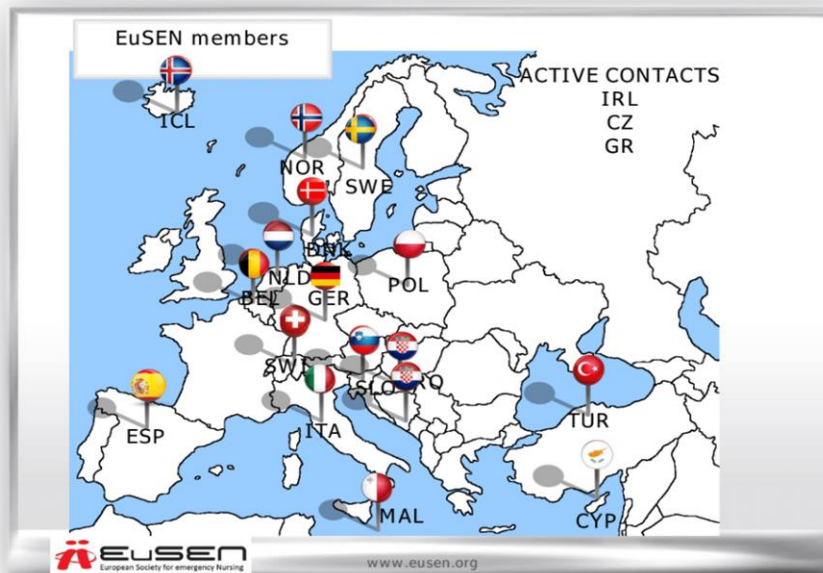 EuSEN members
ACTIVE CONTACTS
IRL
CZ
GR
ICL
NOR
SWE
DNK
NLD
POL
BEL
GER
SWI
SLO
RO
TUR
ITA
ESP
MAL
CYP
EuSEN
European Society for emergency Nursing
www.eusen.org